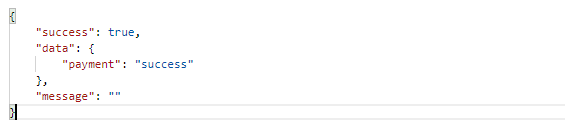 {
"success": true,
"data": {
"payment": "success"
},
"message": ""
}